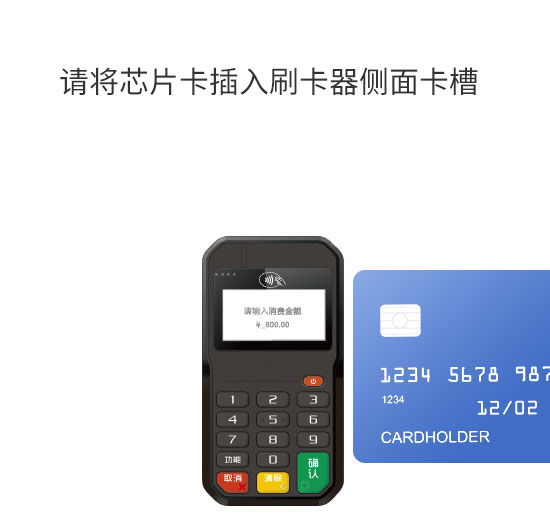 请将芯片卡插入刷卡器侧面卡槽
请输入消费金额
¥_800.00
1 2 3
4 5 6
7 8 9
功能 0 确认
取消 清除
1234 5678 987
1234
12/02
CARDHOLDER